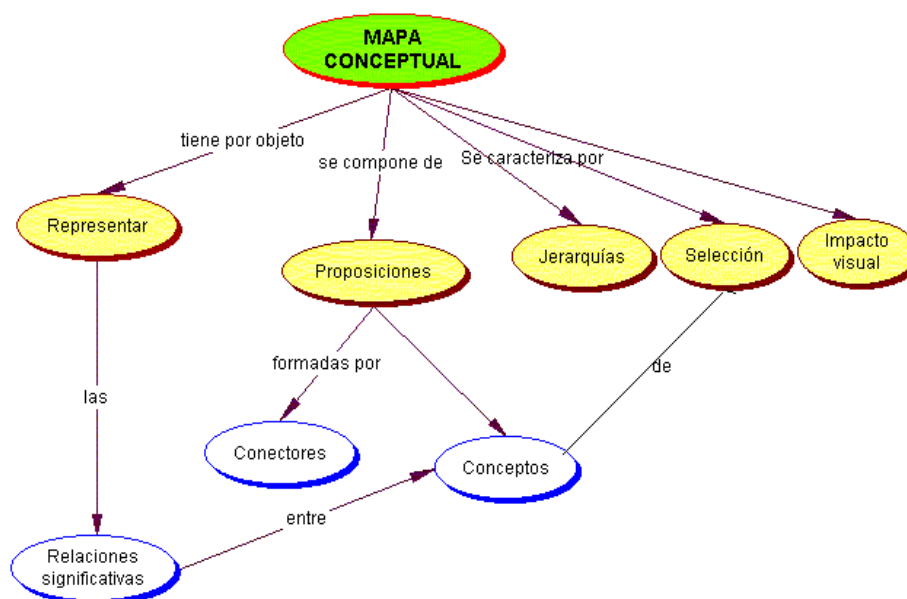 MAPA
CONCEPTUAL
tiene por objeto
se compone de
Se caracteriza por
Representar
Proposiciones
Jerarquías
Selección
Impacto
visual
formadas por
las
de
Conectores
Conceptos
entre
Relaciones
significativas